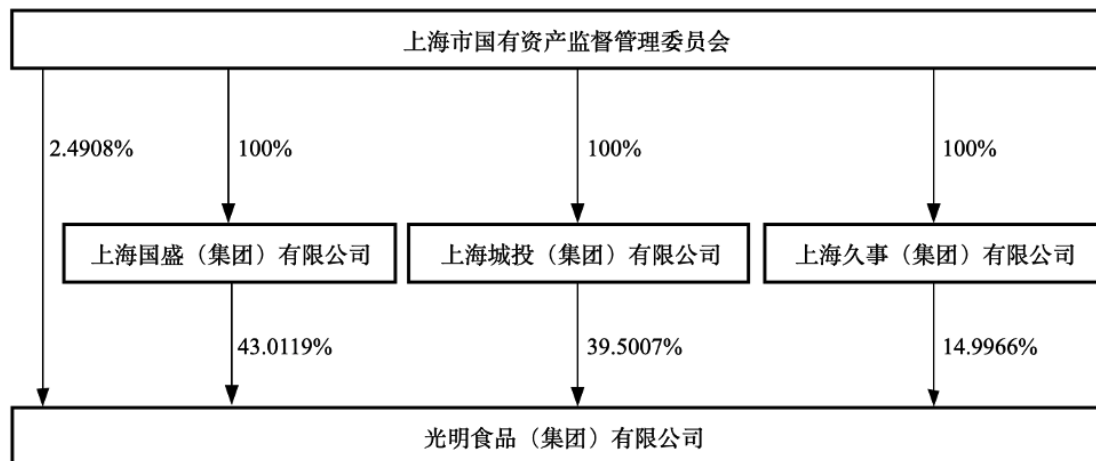 上海市国有资产监督管理委员会
2.4908%
100%
100%
100%
上海国盛（集团）有限公司
上海城投（集团）有限公司
上海久事（集团）有限公司
43.0119%
39.5007%
14.9966%
光明食品（集团）有限公司